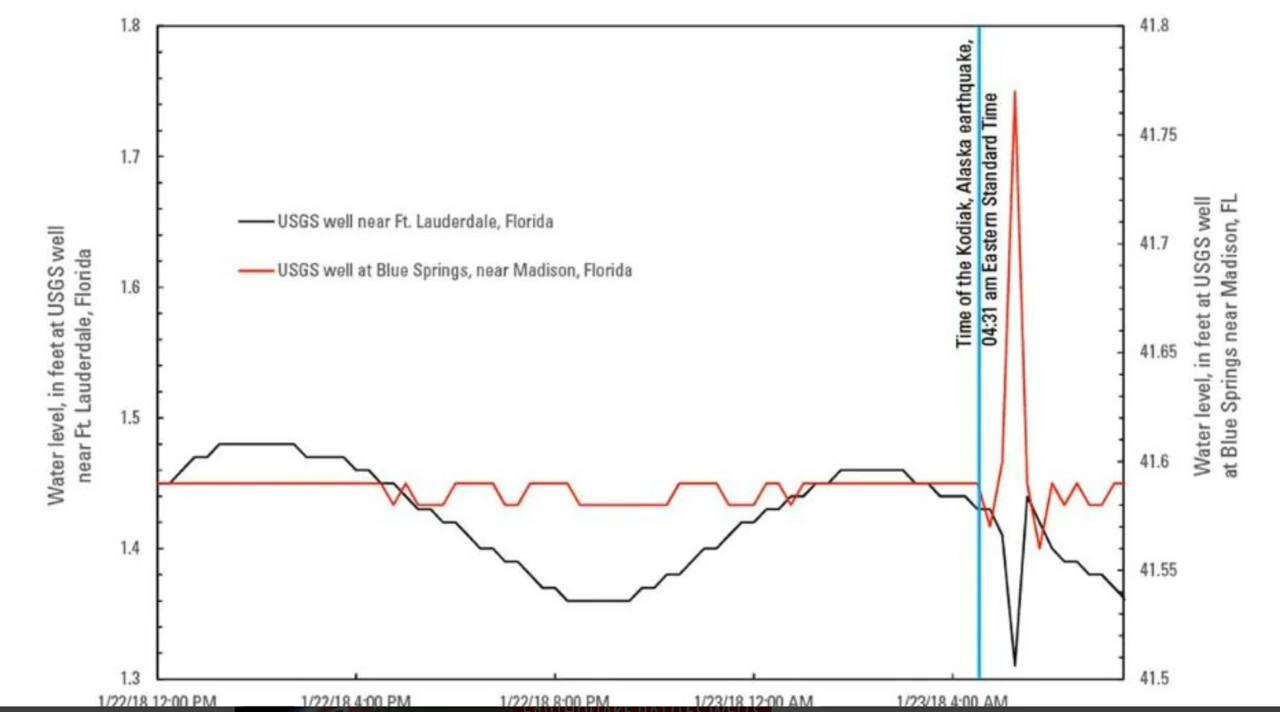 1.8
1.7
1.6
1.5
1.4
1.3
Water level, in feet at USGS well
near Ft. Lauderdale, Florida
USGS well near Ft. Lauderdale, Florida
USGS well at Blue Springs, near Madison, Florida
Time of the Kodiak, Alaska earthquake,
04:31 am Eastern Standard Time
41.8
41.75
41.7
41.65
41.6
41.55
41.5
Water level, in feet at USGS well
at Blue Springs near Madison, FL
1/22/18 12:00 PM
1/22/18 4:00 PM
1/22/18 8:00 PM
1/23/18 12:00 AM
1/23/18 4:00 AM